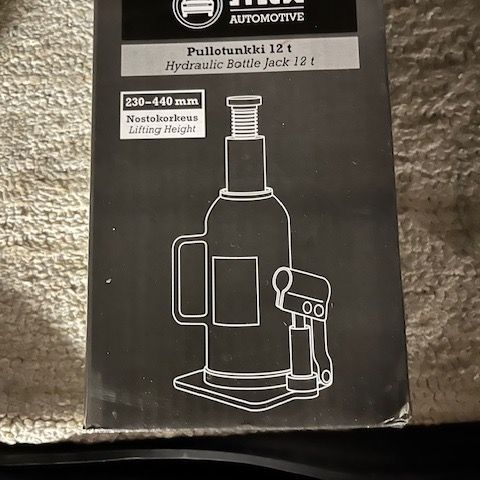 AUTOMOTIVE
Pullotunkki 12 t
Hydraulic Bottle Jack 12 t
230–440 mm
Nostokorkeus
Lifting Height